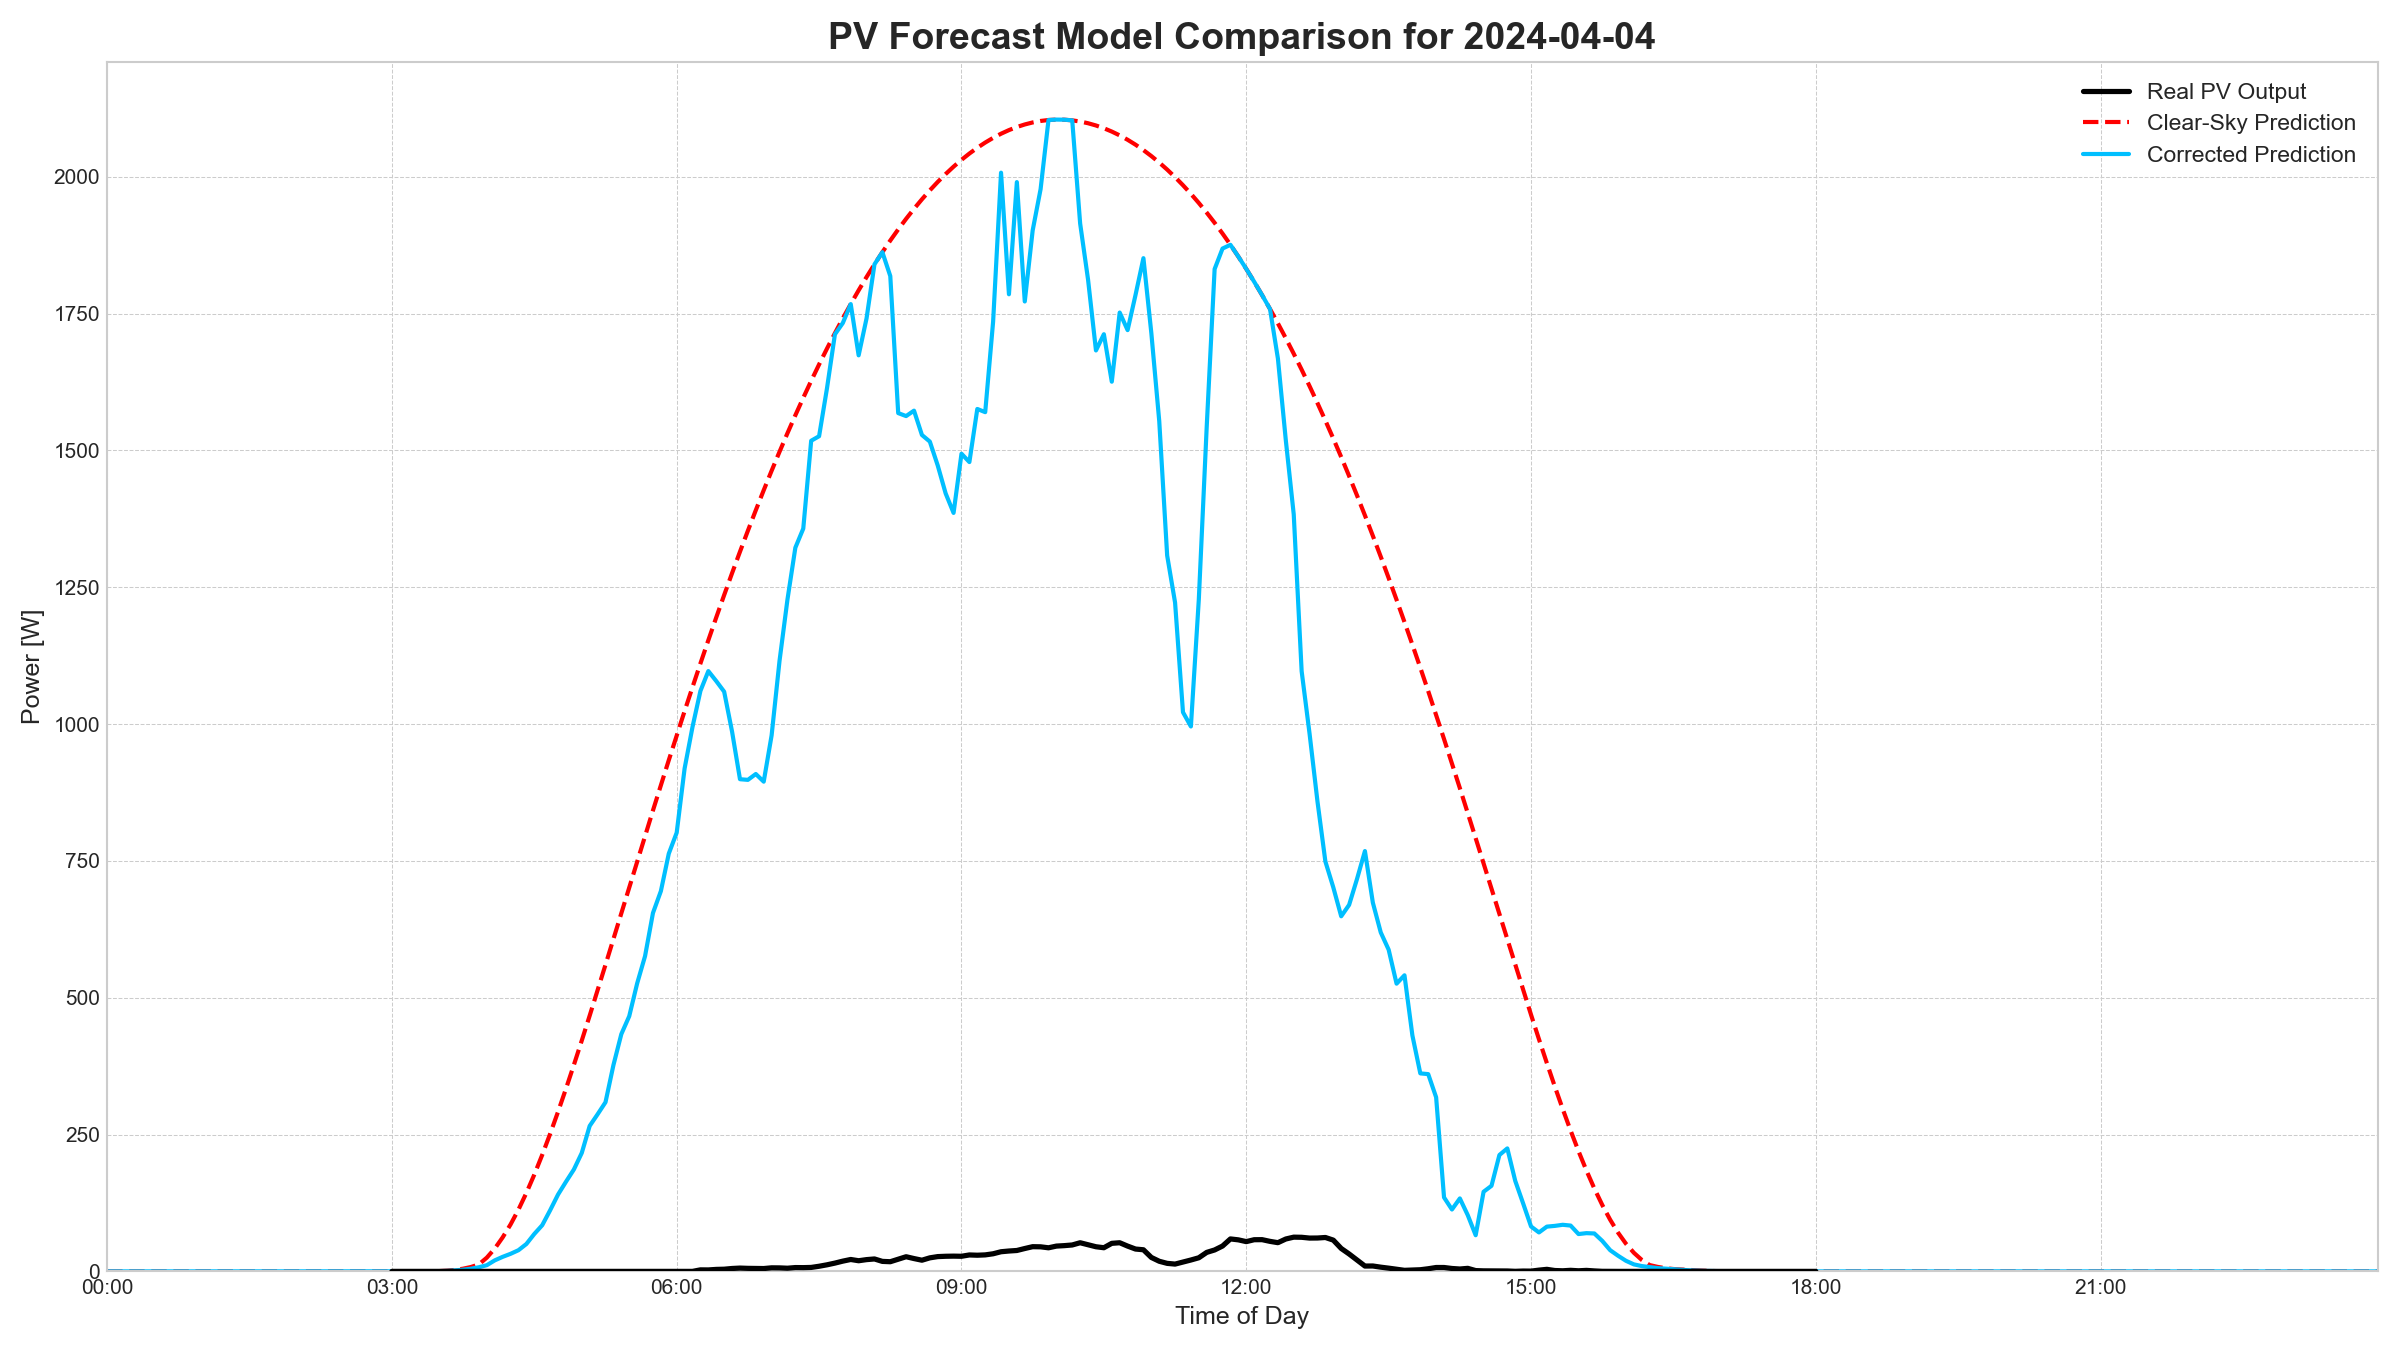 PV Forecast Model Comparison for 2024-04-04
Real PV Output
Clear-Sky Prediction
Corrected Prediction
Power [W]
2000
1750
1500
1250
1000
750
500
250
0
00:00 03:00 06:00 09:00 12:00 15:00 18:00 21:00
Time of Day